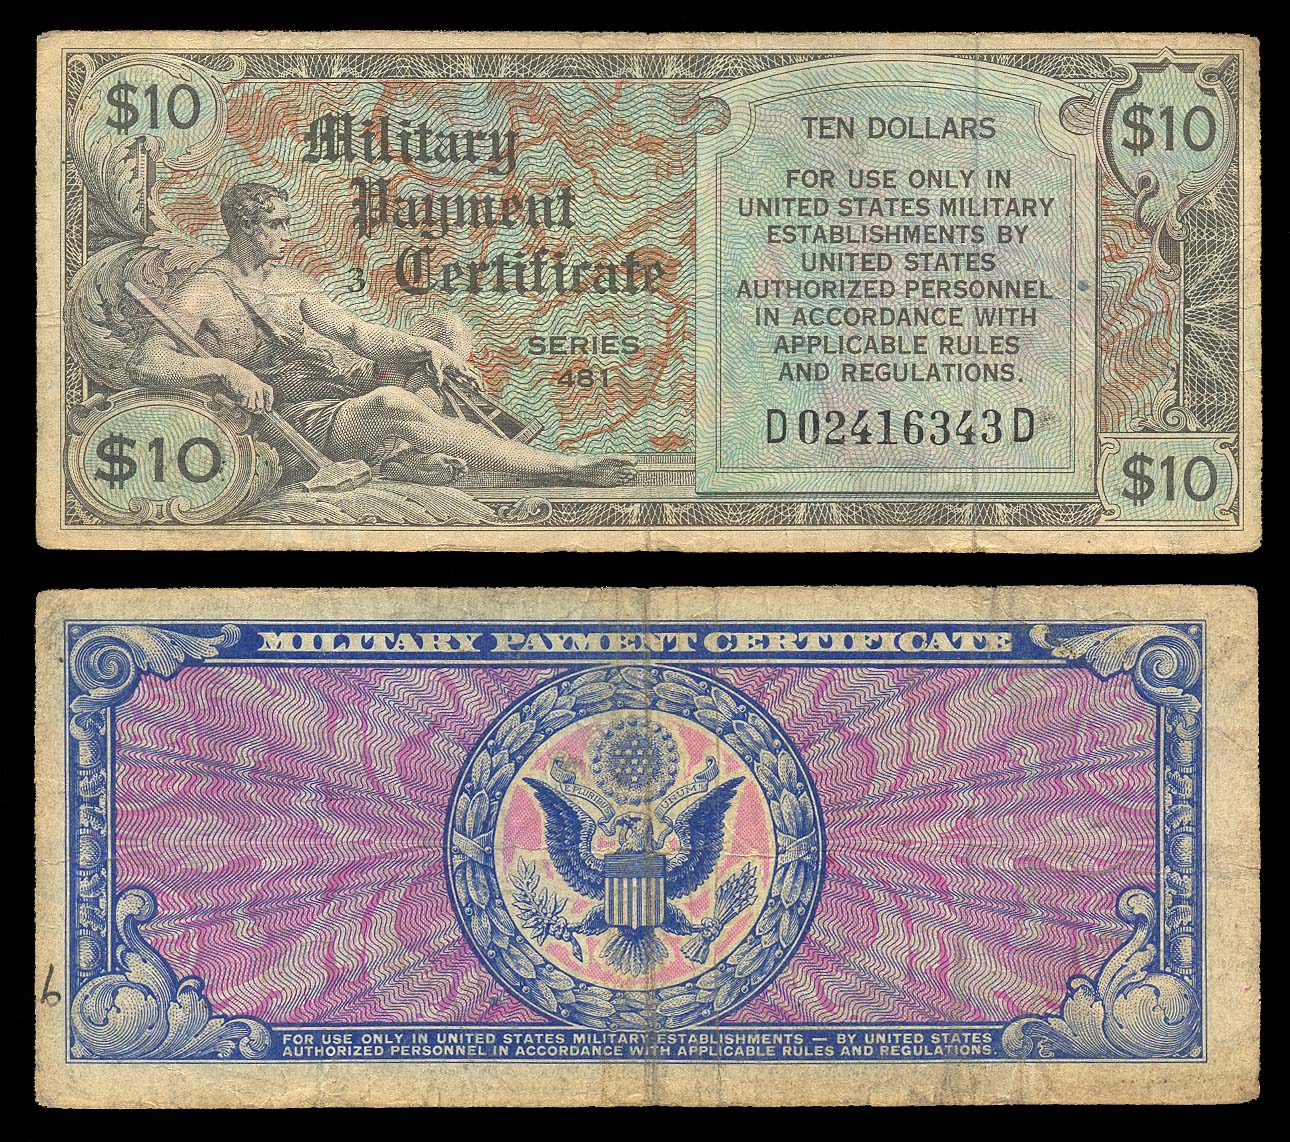 $10
$10
Military
Payment
3 Certificate
SERIES
481
$10
TEN DOLLARS
FOR USE ONLY IN
UNITED STATES MILITARY
ESTABLISHMENTS BY
UNITED STATES
AUTHORIZED PERSONNEL
IN ACCORDANCE WITH
APPLICABLE RULES
AND REGULATIONS.
D02416343D
$10
MILITARY PAYMENT CERTIFICATE
E PLURIBUS UNUM
6
FOR USE ONLY IN UNITED STATES MILITARY ESTABLISHMENTS — BY UNITED STATES
AUTHORIZED PERSONNEL IN ACCORDANCE WITH APPLICABLE RULES AND REGULATIONS.